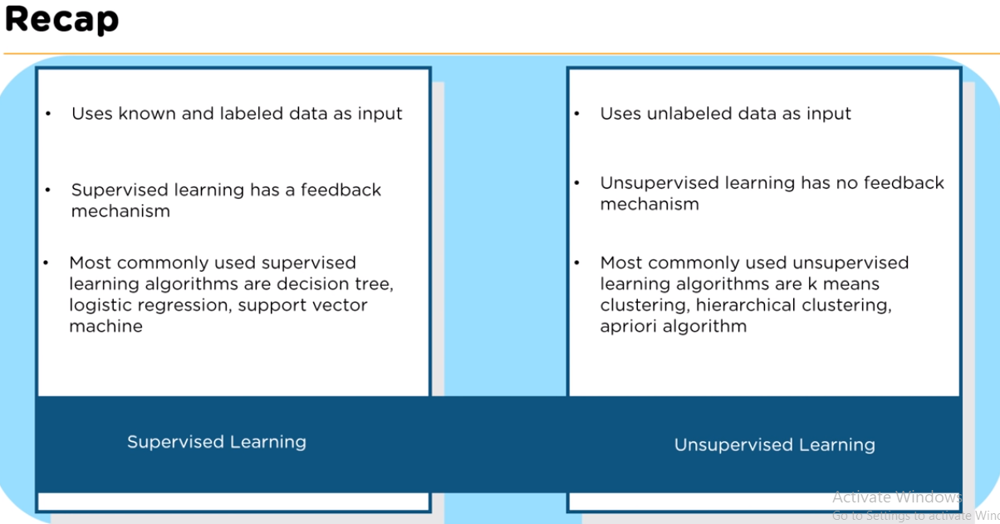 Recap
• Uses known and labeled data as input
• Supervised learning has a feedback
mechanism
• Most commonly used supervised
learning algorithms are decision tree,
logistic regression, support vector
machine
Supervised Learning
• Uses unlabeled data as input
• Unsupervised learning has no feedback
mechanism
• Most commonly used unsupervised
learning algorithms are k means
clustering, hierarchical clustering,
apriori algorithm
Unsupervised Learning
Activate Windows
Go to Settings to activate Win